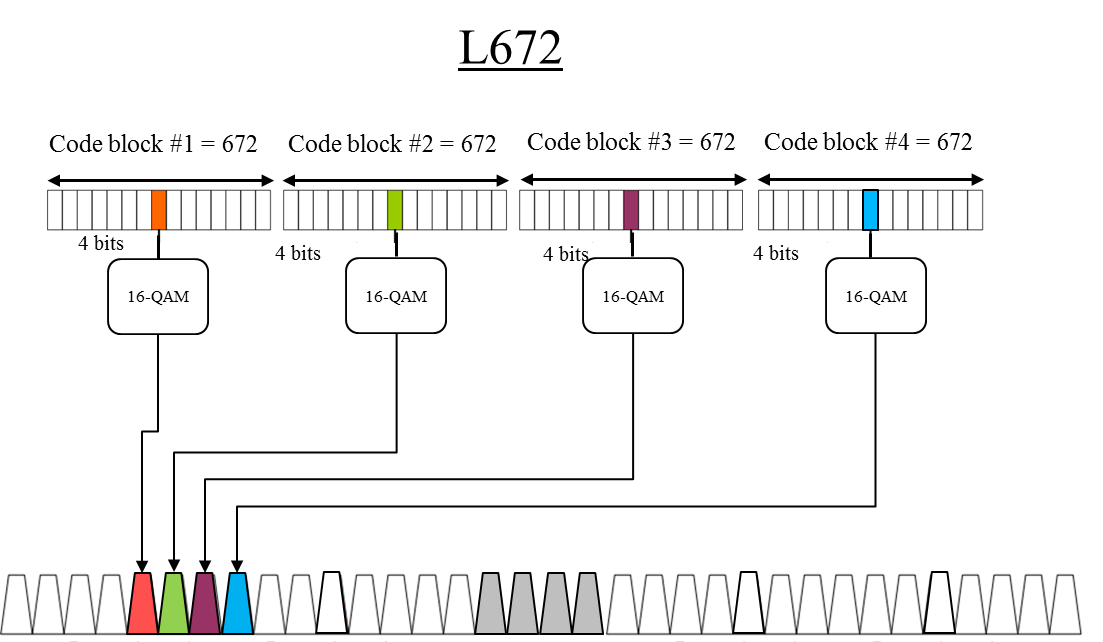 L672
Code block #1 = 672
Code block #2 = 672
Code block #3 = 672
Code block #4 = 672
4 bits
4 bits
4 bits
4 bits
16-QAM
16-QAM
16-QAM
16-QAM